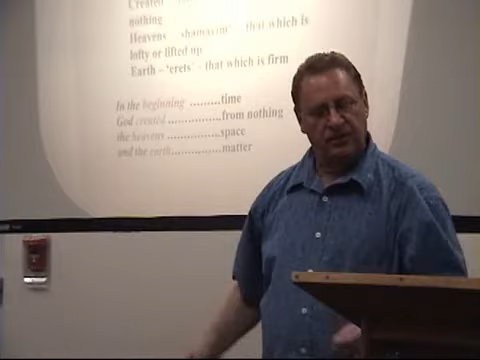 Created
nothing
Heavens 'shamayim' - that which is
lofty or lifted up
Earth - 'erets' - that which is firm
In the beginning .........time
God created ................from nothing
the heavens ................space
and the earth...............matter